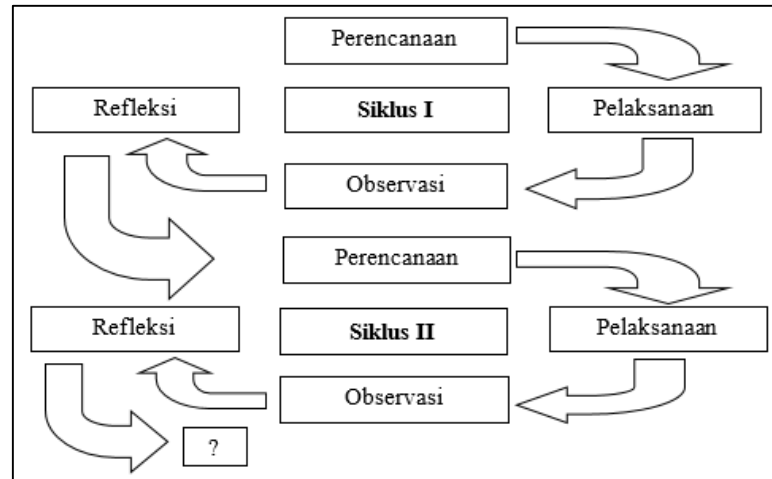 Perencanaan
Refleksi
Siklus I
Pelaksanaan
Observasi
Perencanaan
Refleksi
Siklus II
Pelaksanaan
Observasi
?